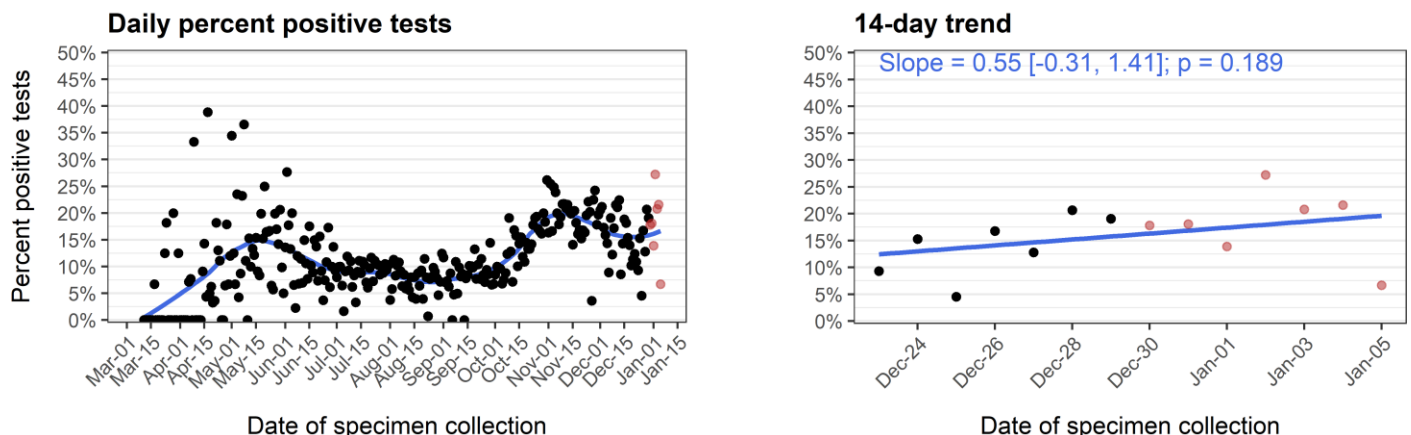 Daily percent positive tests
Percent positive tests
50%
45%
40%
35%
30%
25%
20%
15%
10%
5%
0%
Mar-01
Mar-15
Apr-01
Apr-15
May-01
May-15
Jun-01
Jun-15
Jul-01
Jul-15
Aug-01
Aug-15
Sep-01
Sep-15
Oct-01
Oct-15
Nov-01
Nov-15
Dec-01
Dec-15
Jan-01
Jan-15
Date of specimen collection
14-day trend
Slope = 0.55 [-0.31, 1.41]; p = 0.189
50%
45%
40%
35%
30%
25%
20%
15%
10%
5%
0%
Dec-24
Dec-26
Dec-28
Dec-30
Jan-01
Jan-03
Jan-05
Date of specimen collection